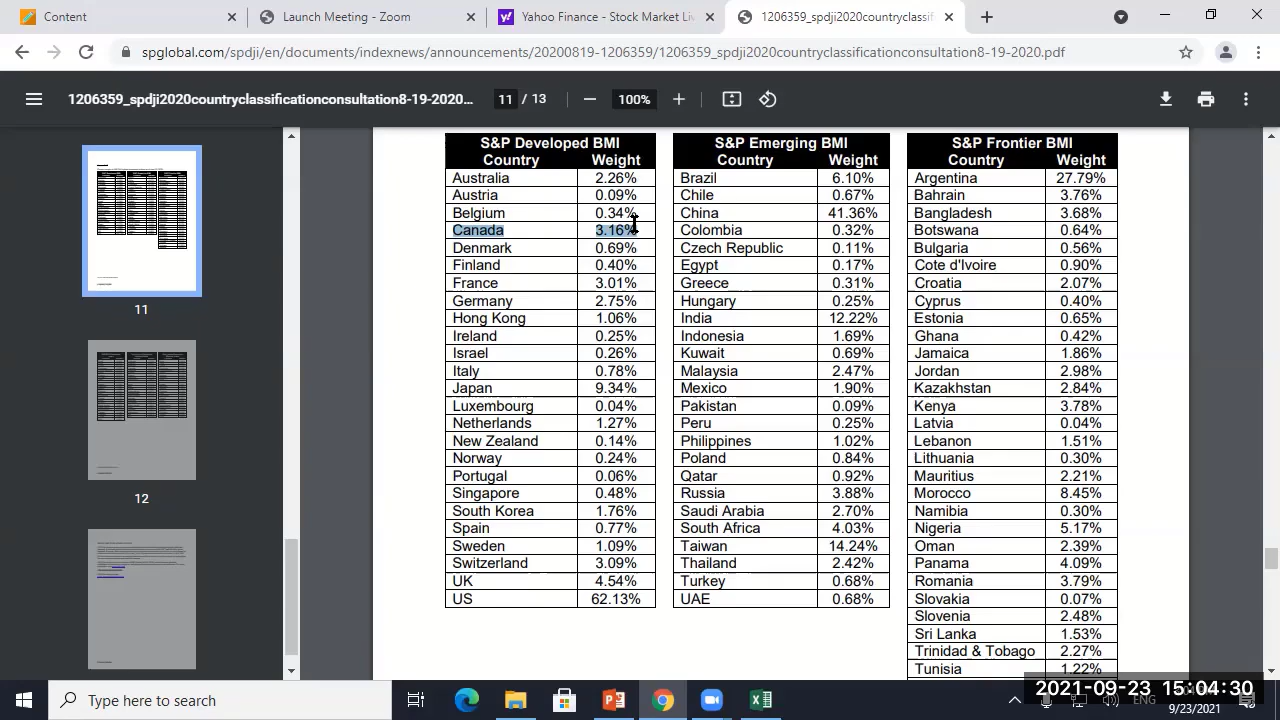 Content
Launch Meeting - Zoom
Yahoo Finance - Stock Market Li
1206359_spdji2020countryclassifi
spglobal.com/spdji/en/documents/indexnews/announcements/20200819-1206359/1206359_spdji2020countryclassificationconsultation8-19-2020.pdf
1206359_spdji2020countryclassificationconsultation8-19-2020... 11 / 13 100%
11
12
S&P Developed BMI
Country Weight
Australia 2.26%
Austria 0.09%
Belgium 0.34%
Canada 3.16%
Denmark 0.69%
Finland 0.40%
France 3.01%
Germany 2.75%
Hong Kong 1.06%
Ireland 0.25%
Israel 0.26%
Italy 0.78%
Japan 9.34%
Luxembourg 0.04%
Netherlands 1.27%
New Zealand 0.14%
Norway 0.24%
Portugal 0.06%
Singapore 0.48%
South Korea 1.76%
Spain 0.77%
Sweden 1.09%
Switzerland 3.09%
UK 4.54%
US 62.13%
S&P Emerging BMI
Country Weight
Brazil 6.10%
Chile 0.67%
China 41.36%
Colombia 0.32%
Czech Republic 0.11%
Egypt 0.17%
Greece 0.31%
Hungary 0.25%
India 12.22%
Indonesia 1.69%
Kuwait 0.69%
Malaysia 2.47%
Mexico 1.90%
Pakistan 0.09%
Peru 0.25%
Philippines 1.02%
Poland 0.84%
Qatar 0.92%
Russia 3.88%
Saudi Arabia 2.70%
South Africa 4.03%
Taiwan 14.24%
Thailand 2.42%
Turkey 0.68%
UAE 0.68%
S&P Frontier BMI
Country Weight
Argentina 27.79%
Bahrain 3.76%
Bangladesh 3.68%
Botswana 0.64%
Bulgaria 0.56%
Cote d'Ivoire 0.90%
Croatia 2.07%
Cyprus 0.40%
Estonia 0.65%
Ghana 0.42%
Jamaica 1.86%
Jordan 2.98%
Kazakhstan 2.84%
Kenya 3.78%
Latvia 0.04%
Lebanon 1.51%
Lithuania 0.30%
Mauritius 2.21%
Morocco 8.45%
Namibia 0.30%
Nigeria 5.17%
Oman 2.39%
Panama 4.09%
Romania 3.79%
Slovakia 0.07%
Slovenia 2.48%
Sri Lanka 1.53%
Trinidad & Tobago 2.27%
Tunisia 1.22%
2021-09-23 15:04:30
Type here to search
ENG
9/23/2021